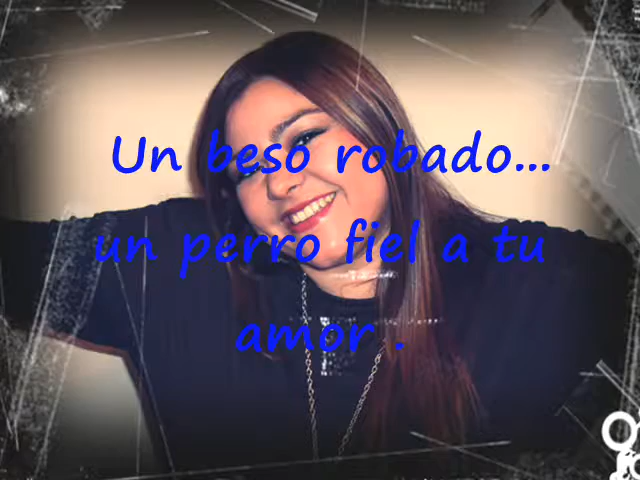 Un beso robado...
un perro fiel a tu
amor .